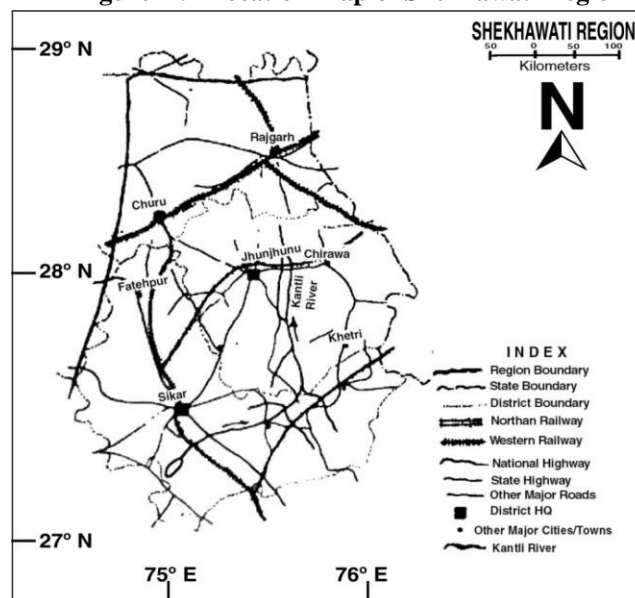 29° N
SHEKHAWATI REGION
50 0 50
Kilometers
N
Rajgarh
Churu
28° N
Jhunjhunu
Chirawa
Fatehpur
Kantli
River
Khetri
Sikar
INDEX
Region Boundary
State Boundary
District Boundary
Northan Railway
Western Railway
National Highway
State Highway
Other Major Roads
District HQ
Other Major Cities/Towns
Kantli River
27° N
75° E
76° E